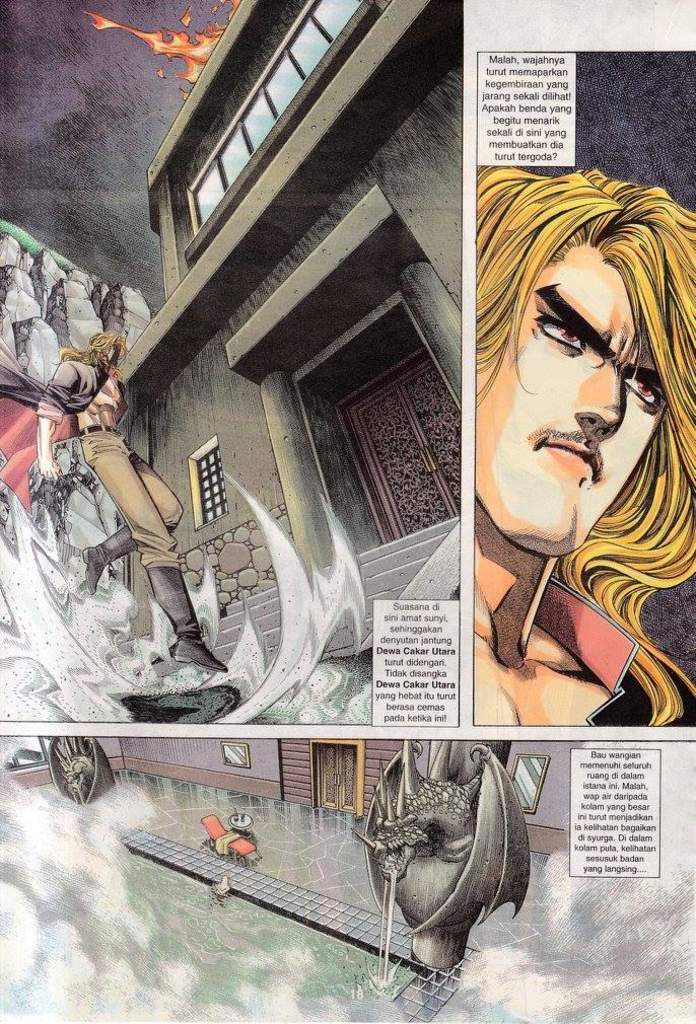 Suasana di
sini amat sunyi,
sehinggakan
denyutan jantung
Dewa Cakar Utara
turut didengari.
Tidak disangka
Dewa Cakar Utara
yang hebat itu turut
berasa cemas
pada ketika ini!
Malah, wajahnya
turut memaparkan
kegembiraan yang
jarang sekali dilihat!
Apakah benda yang
begitu menarik
sekali di sini yang
membuatkan dia
turut tergoda?
Bau wangian
memenuhi seluruh
ruang di dalam
istana ini. Malah,
wap air daripada
kolam yang besar
ini turut menjadikan
ia kelihatan bagaikan
di syurga. Di dalam
kolam pula, kelihatan
sesusuk badan
yang langsing....
18